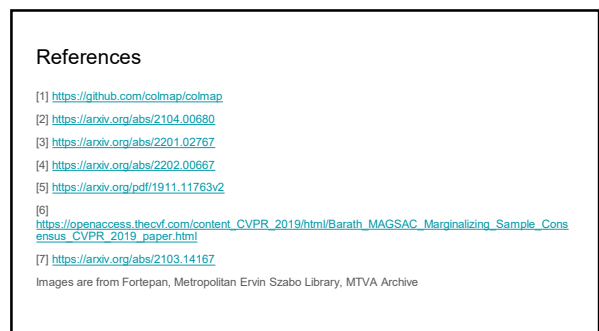 References
[1] https://github.com/colmap/colmap
[2] https://arxiv.org/abs/2104.00680
[3] https://arxiv.org/abs/2201.02767
[4] https://arxiv.org/abs/2202.00667
[5] https://arxiv.org/pdf/1911.11763v2
[6]
https://openaccess.thecvf.com/content_CVPR_2019/html/Barath_MAGSAC_Marginalizing_Sample_Cons
ensus_CVPR_2019_paper.html
[7] https://arxiv.org/abs/2103.14167
Images are from Fortepan, Metropolitan Ervin Szabo Library, MTVA Archive